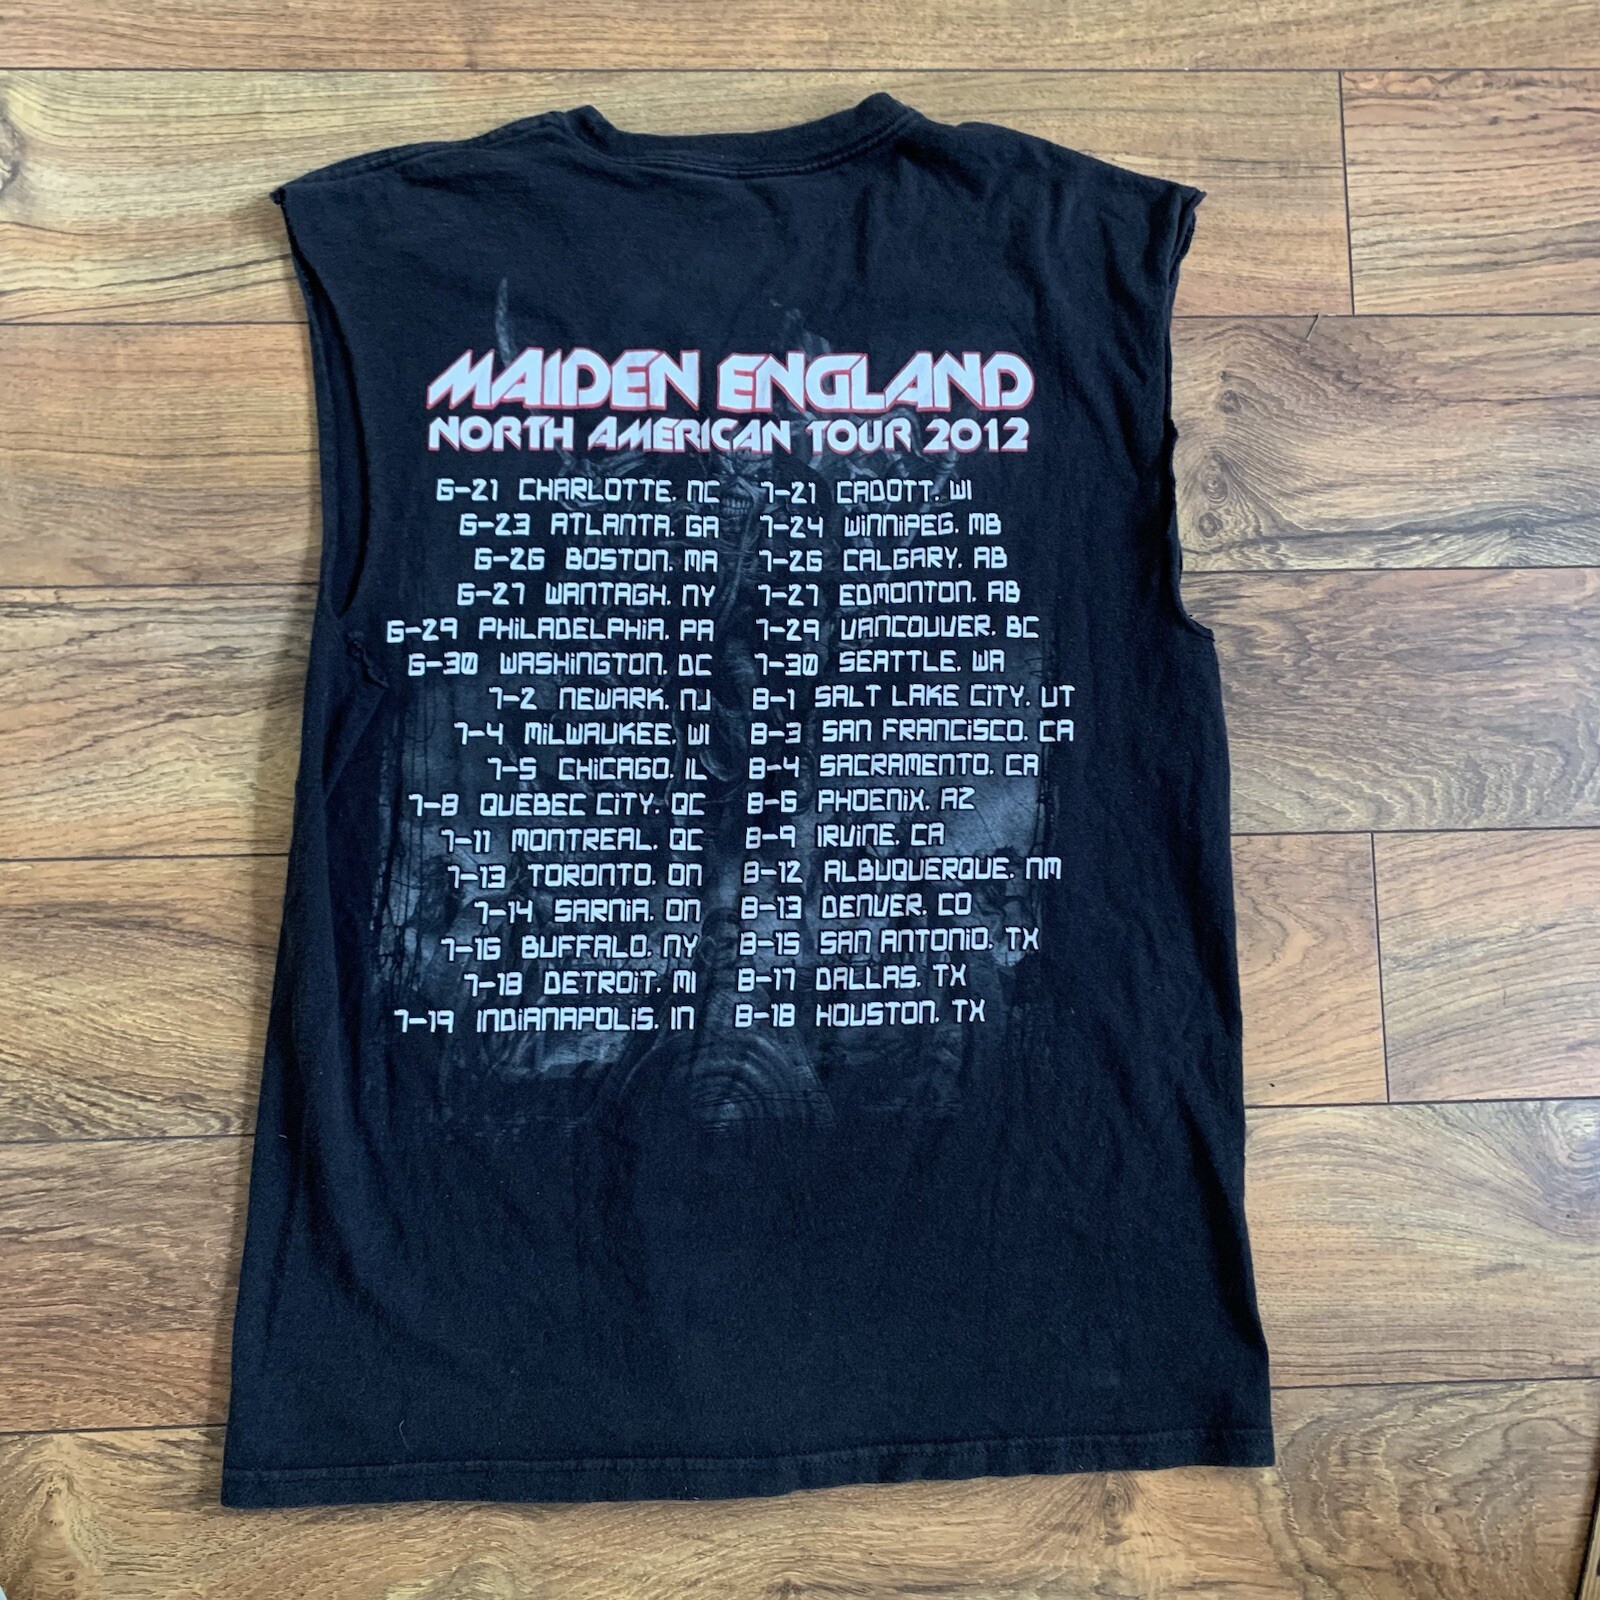 MAIDEN ENGLAND
NORTH AMERICAN TOUR 2012
6-21 CHARLOTTE, NC
6-23 ATLANTA, GA
6-26 BOSTON, MA
6-27 WANTAGH, NY
6-29 PHiLADELPHiA, PA
6-30 WASHiNGTON, DC
7-2 NEWARK, NJ
7-4 MiLWAUKEE, WI
7-5 CHiCAGO, IL
7-8 QUEBEC CiTY, QC
7-11 MONTREAL, QC
7-13 TORONTO, ON
7-14 SARNiA, ON
7-16 BUFFALO, NY
7-18 DETROiT, MI
7-19 INDiANAPOLiS, IN
7-21 CADOTT, WI
7-24 WiNNiPEG, MB
7-26 CALGARY, AB
7-27 EDMONTON, AB
7-29 VANCOUVER, BC
7-30 SEATTLE, WA
8-1 SALT LAKE CiTY, UT
8-3 SAN FRANCiSCO, CA
8-4 SACRAMENTO, CA
8-6 PHOENiX, AZ
8-9 IRViNE, CA
8-12 ALBUQUERQUE, NM
8-13 DENVER, CO
8-15 SAN ANTONiO, TX
8-17 DALLAS, TX
8-18 HOUSTON, TX